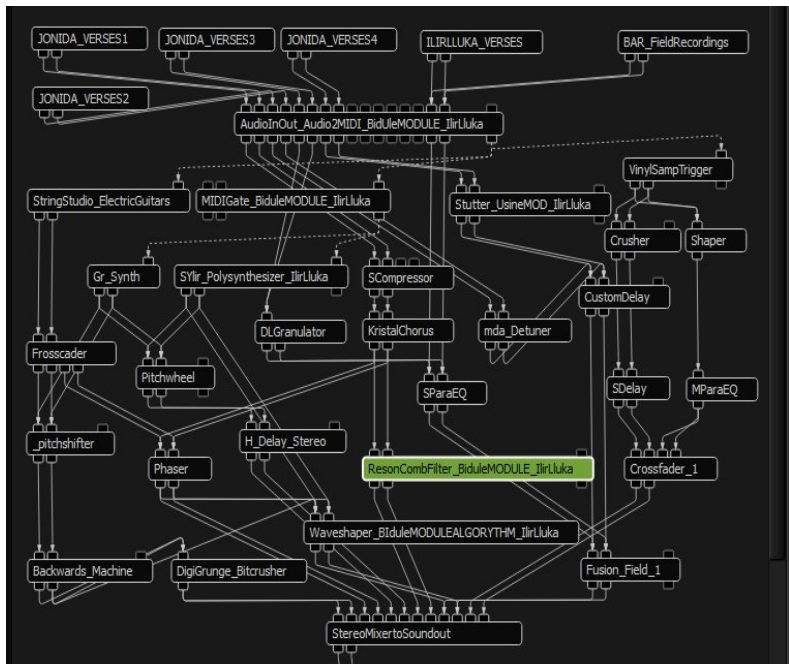 JONIDA_VERSES1
JONIDA_VERSES3
JONIDA_VERSES4
ILIRLLUKA_VERSES
BAR_FieldRecordings
JONIDA_VERSES2
AudioInOut_Audio2MIDI_BidUleMODULE_IlirLluka
VinylSampTrigger
StringStudio_ElectricGuitars
MIDIGate_BiduleMODULE_IlirLluka
Stutter_UsineMOD_IlirLluka
Crusher
Shaper
Gr_Synth
SYlir_Polysynthesizer_IlirLluka
SCompressor
CustomDelay
DLGranulator
KristalChorus
mda_Detuner
Frosscader
Pitchwheel
SParaEQ
SDelay
MParaEQ
_pitchshifter
H_Delay_Stereo
Phaser
ResonCombFilter_BiduleMODULE_IlirLluka
Crossfader_1
Waveshaper_BIduleMODULEALGORYTHM_IlirLluka
Backwards_Machine
DigiGrunge_Bitcrusher
Fusion_Field_1
StereoMixertoSoundout